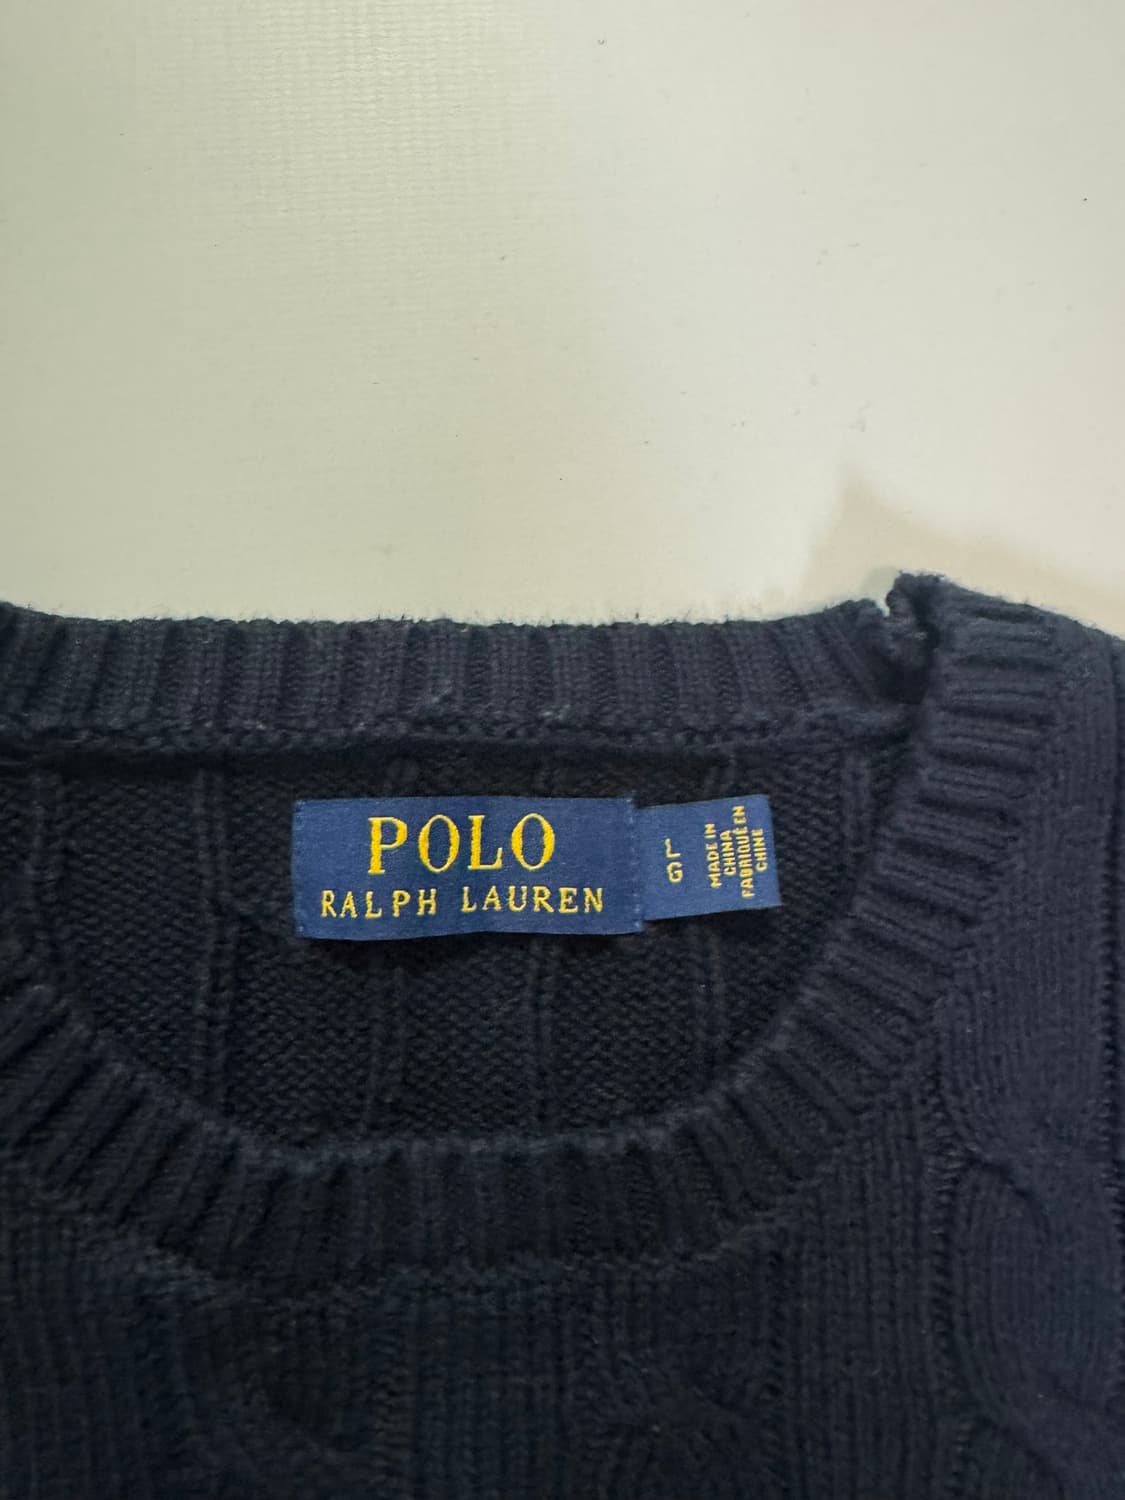 POLO
RALPH LAUREN
L
G
MADE IN
CHINA
FABRIQUÉ EN
CHINE